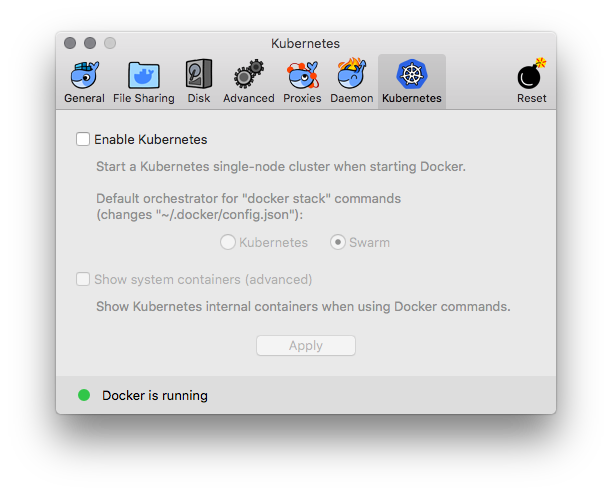 Kubernetes
General File Sharing Disk Advanced Proxies Daemon Kubernetes Reset
Enable Kubernetes
Start a Kubernetes single-node cluster when starting Docker.
Default orchestrator for "docker stack" commands
(changes "~/.docker/config.json"):
Kubernetes Swarm
Show system containers (advanced)
Show Kubernetes internal containers when using Docker commands.
Apply
Docker is running